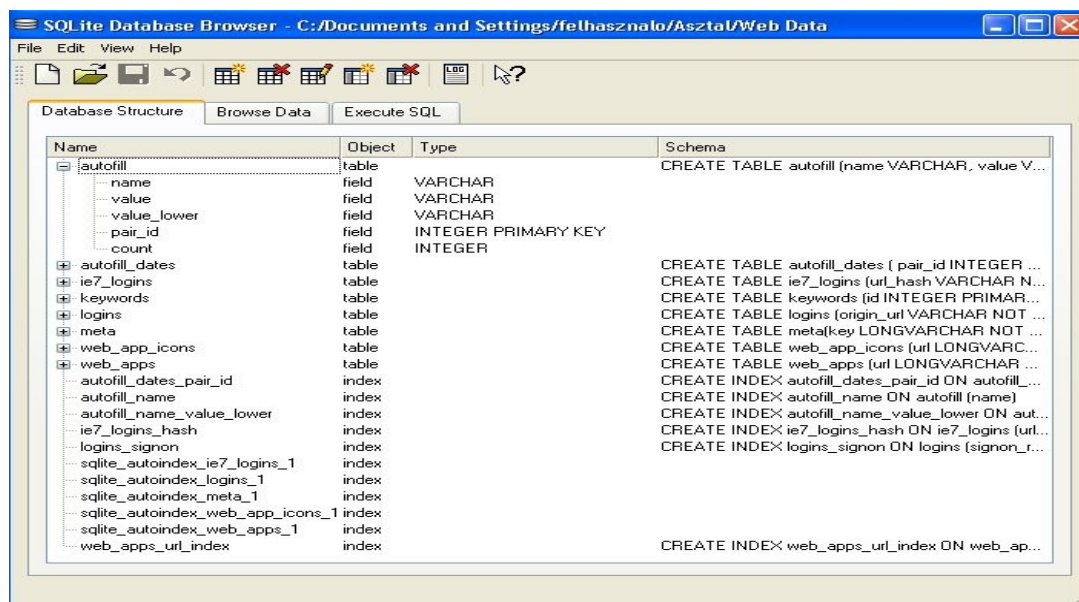 SQLite Database Browser - C:/Documents and Settings/felhasznalo/Asztal/Web Data
File Edit View Help
LOG
Database Structure Browse Data Execute SQL
Name Object Type Schema
autofill table CREATE TABLE autofill (name VARCHAR, value V...
name field VARCHAR
value field VARCHAR
value_lower field VARCHAR
pair_id field INTEGER PRIMARY KEY
count field INTEGER
autofill_dates table CREATE TABLE autofill_dates ( pair_id INTEGER ...
ie7_logins table CREATE TABLE ie7_logins (url_hash VARCHAR N...
keywords table CREATE TABLE keywords (id INTEGER PRIMAR...
logins table CREATE TABLE logins (origin_url VARCHAR NOT ...
meta table CREATE TABLE meta(key LONGVARCHAR NOT ...
web_app_icons table CREATE TABLE web_app_icons (url LONGVARC...
web_apps table CREATE TABLE web_apps (url LONGVARCHAR ...
autofill_dates_pair_id index CREATE INDEX autofill_dates_pair_id ON autofill_...
autofill_name index CREATE INDEX autofill_name ON autofill (name)
autofill_name_value_lower index CREATE INDEX autofill_name_value_lower ON aut...
ie7_logins_hash index CREATE INDEX ie7_logins_hash ON ie7_logins (url...
logins_signon index CREATE INDEX logins_signon ON logins (signon_r...
sqlite_autoindex_ie7_logins_1 index
sqlite_autoindex_logins_1 index
sqlite_autoindex_meta_1 index
sqlite_autoindex_web_app_icons_1 index
sqlite_autoindex_web_apps_1 index
web_apps_url_index index CREATE INDEX web_apps_url_index ON web_ap...